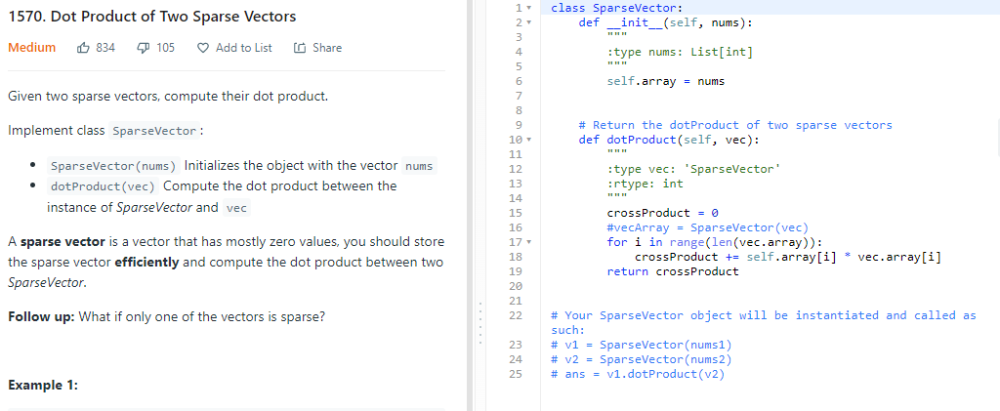 1570. Dot Product of Two Sparse Vectors
Medium 834 105 Add to List Share
Given two sparse vectors, compute their dot product.
Implement class SparseVector:
• SparseVector(nums) Initializes the object with the vector nums
• dotProduct(vec) Compute the dot product between the
instance of SparseVector and vec
A sparse vector is a vector that has mostly zero values, you should store
the sparse vector efficiently and compute the dot product between two
SparseVector.
Follow up: What if only one of the vectors is sparse?
Example 1:
1 class SparseVector:
2 def __init__(self, nums):
3 """
4 :type nums: List[int]
5 """
6 self.array = nums
7
8
9 # Return the dotProduct of two sparse vectors
10 def dotProduct(self, vec):
11 """
12 :type vec: 'SparseVector'
13 :rtype: int
14 """
15 crossProduct = 0
16 #vecArray = SparseVector(vec)
17 for i in range(len(vec.array)):
18 crossProduct += self.array[i] * vec.array[i]
19 return crossProduct
20
21
22 # Your SparseVector object will be instantiated and called as
such:
23 # v1 = SparseVector(nums1)
24 # v2 = SparseVector(nums2)
25 # ans = v1.dotProduct(v2)